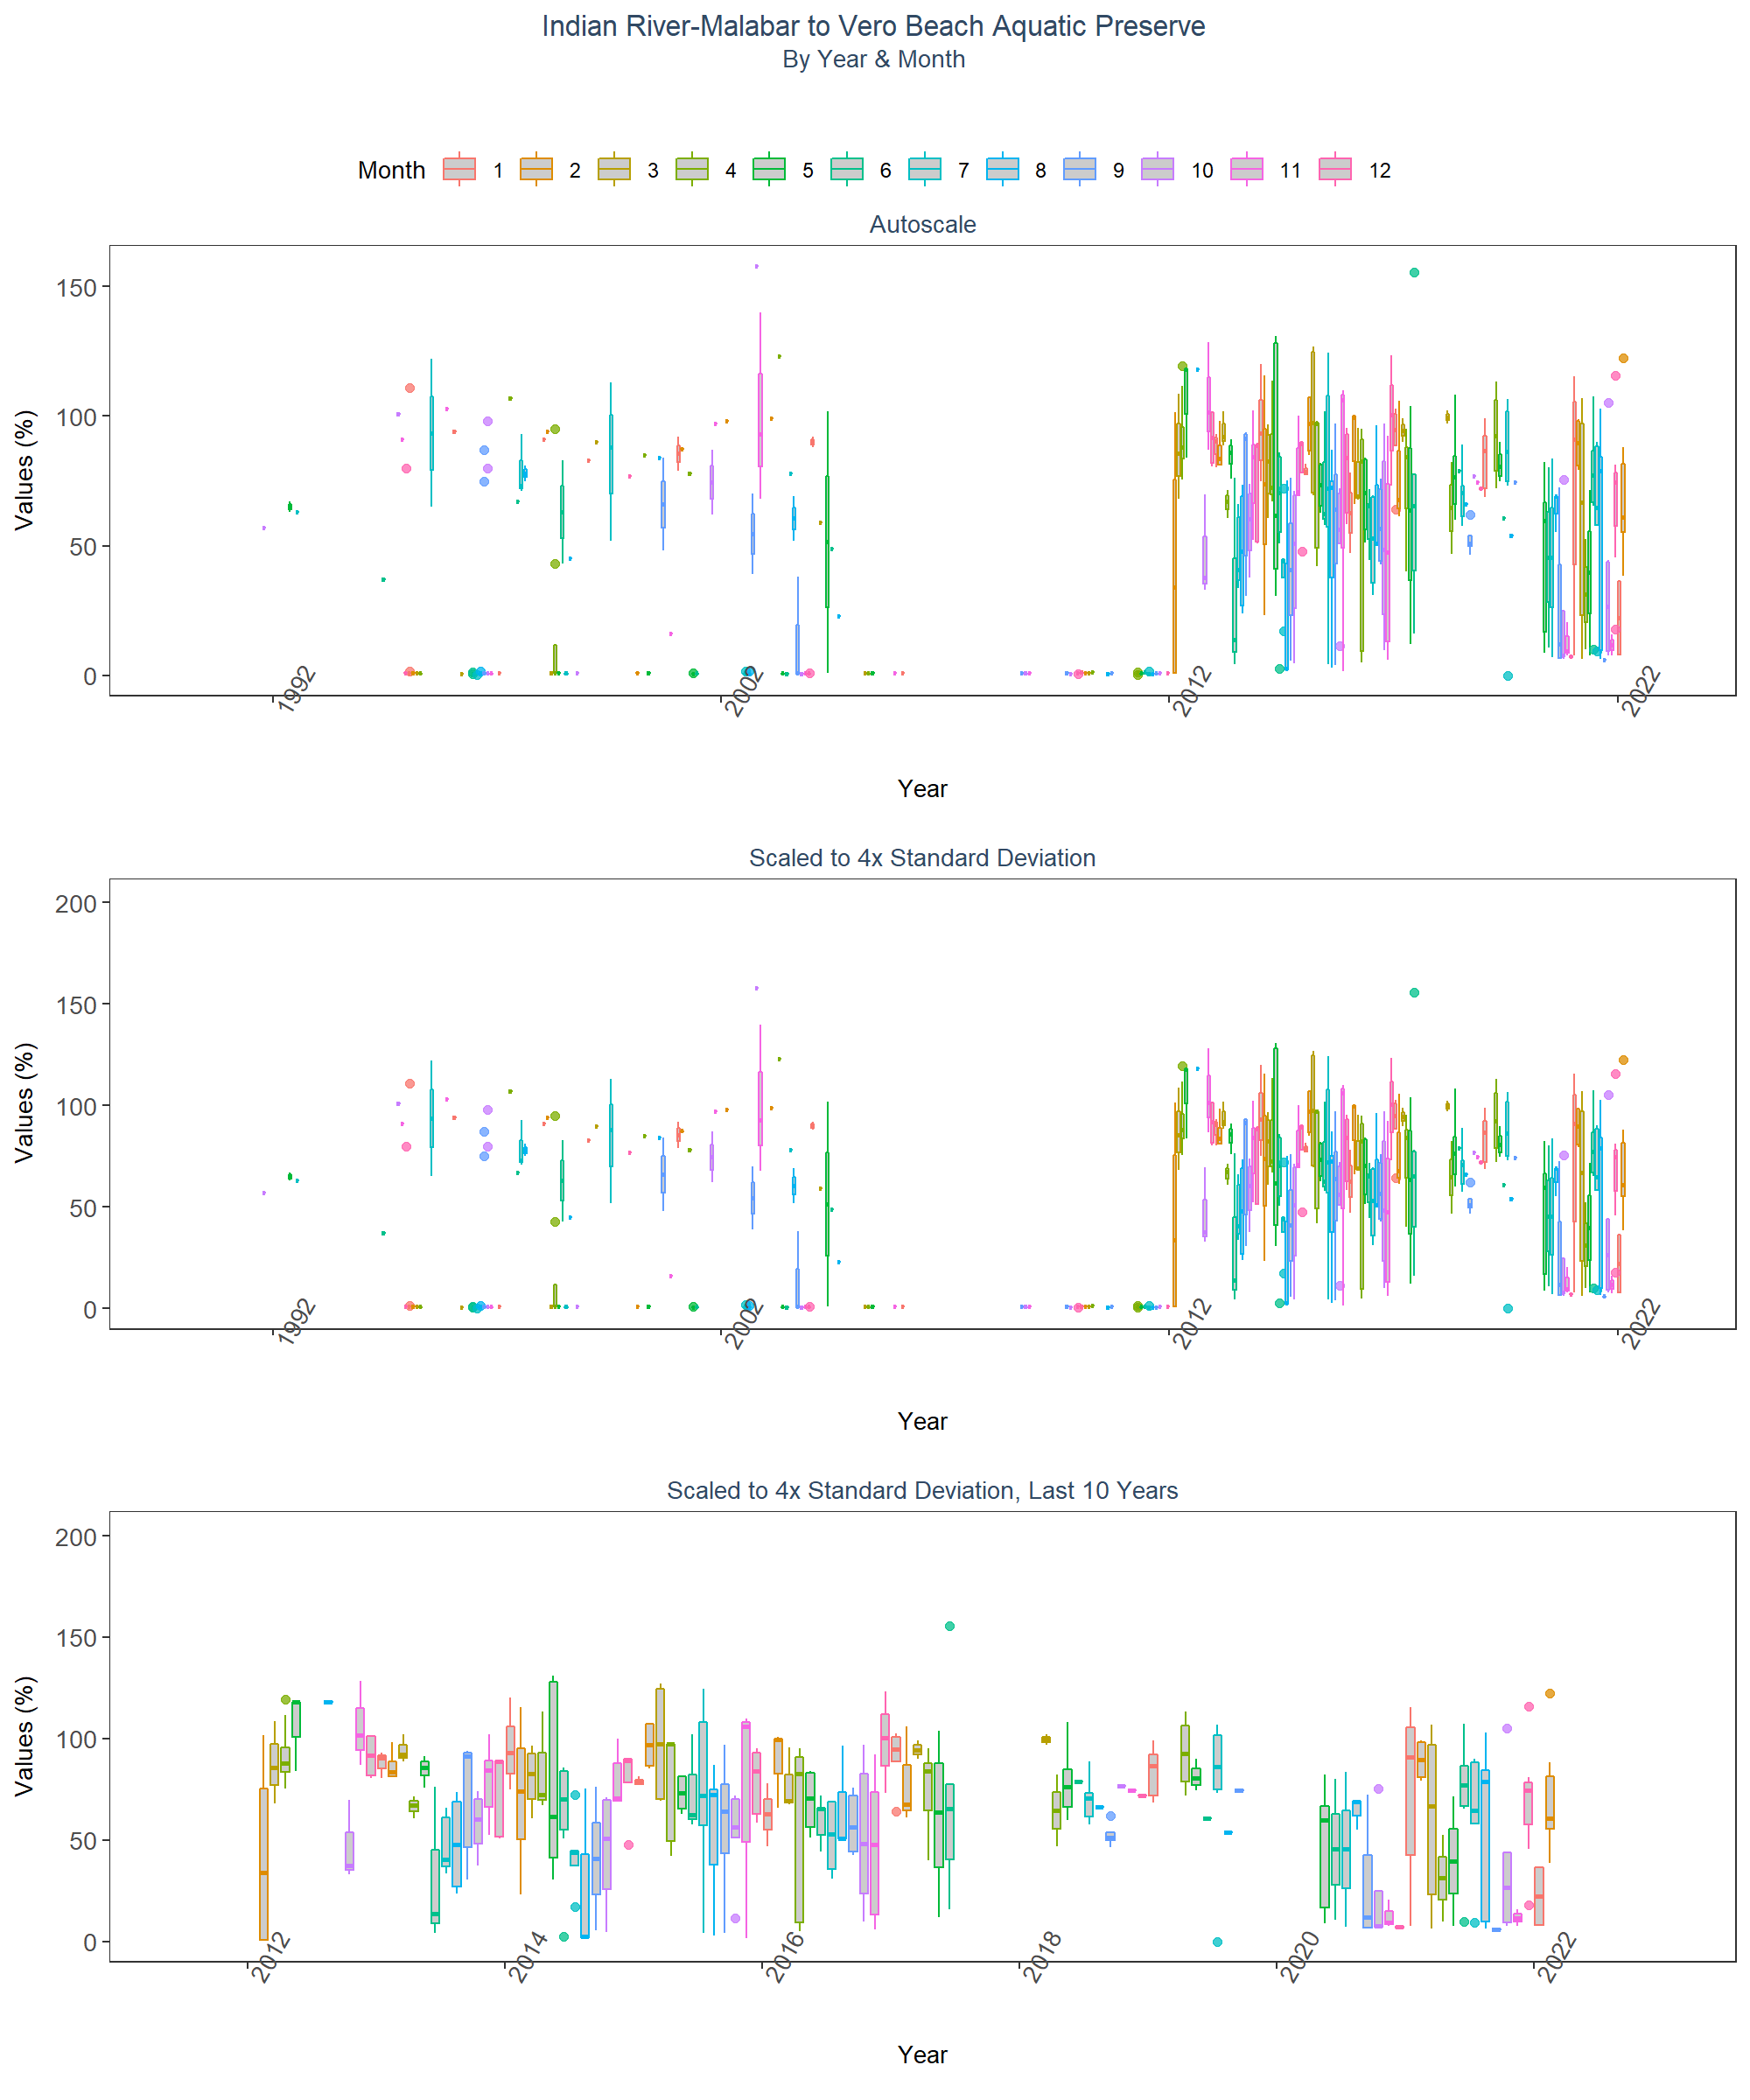 Indian River-Malabar to Vero Beach Aquatic Preserve
By Year & Month
Month 1 2 3 4 5 6 7 8 9 10 11 12
Autoscale
Values (%)
150
100
50
0
1992 2002 2012 2022
Year
Scaled to 4x Standard Deviation
Values (%)
200
150
100
50
0
1992 2002 2012 2022
Year
Scaled to 4x Standard Deviation, Last 10 Years
Values (%)
200
150
100
50
0
2012 2014 2016 2018 2020 2022
Year